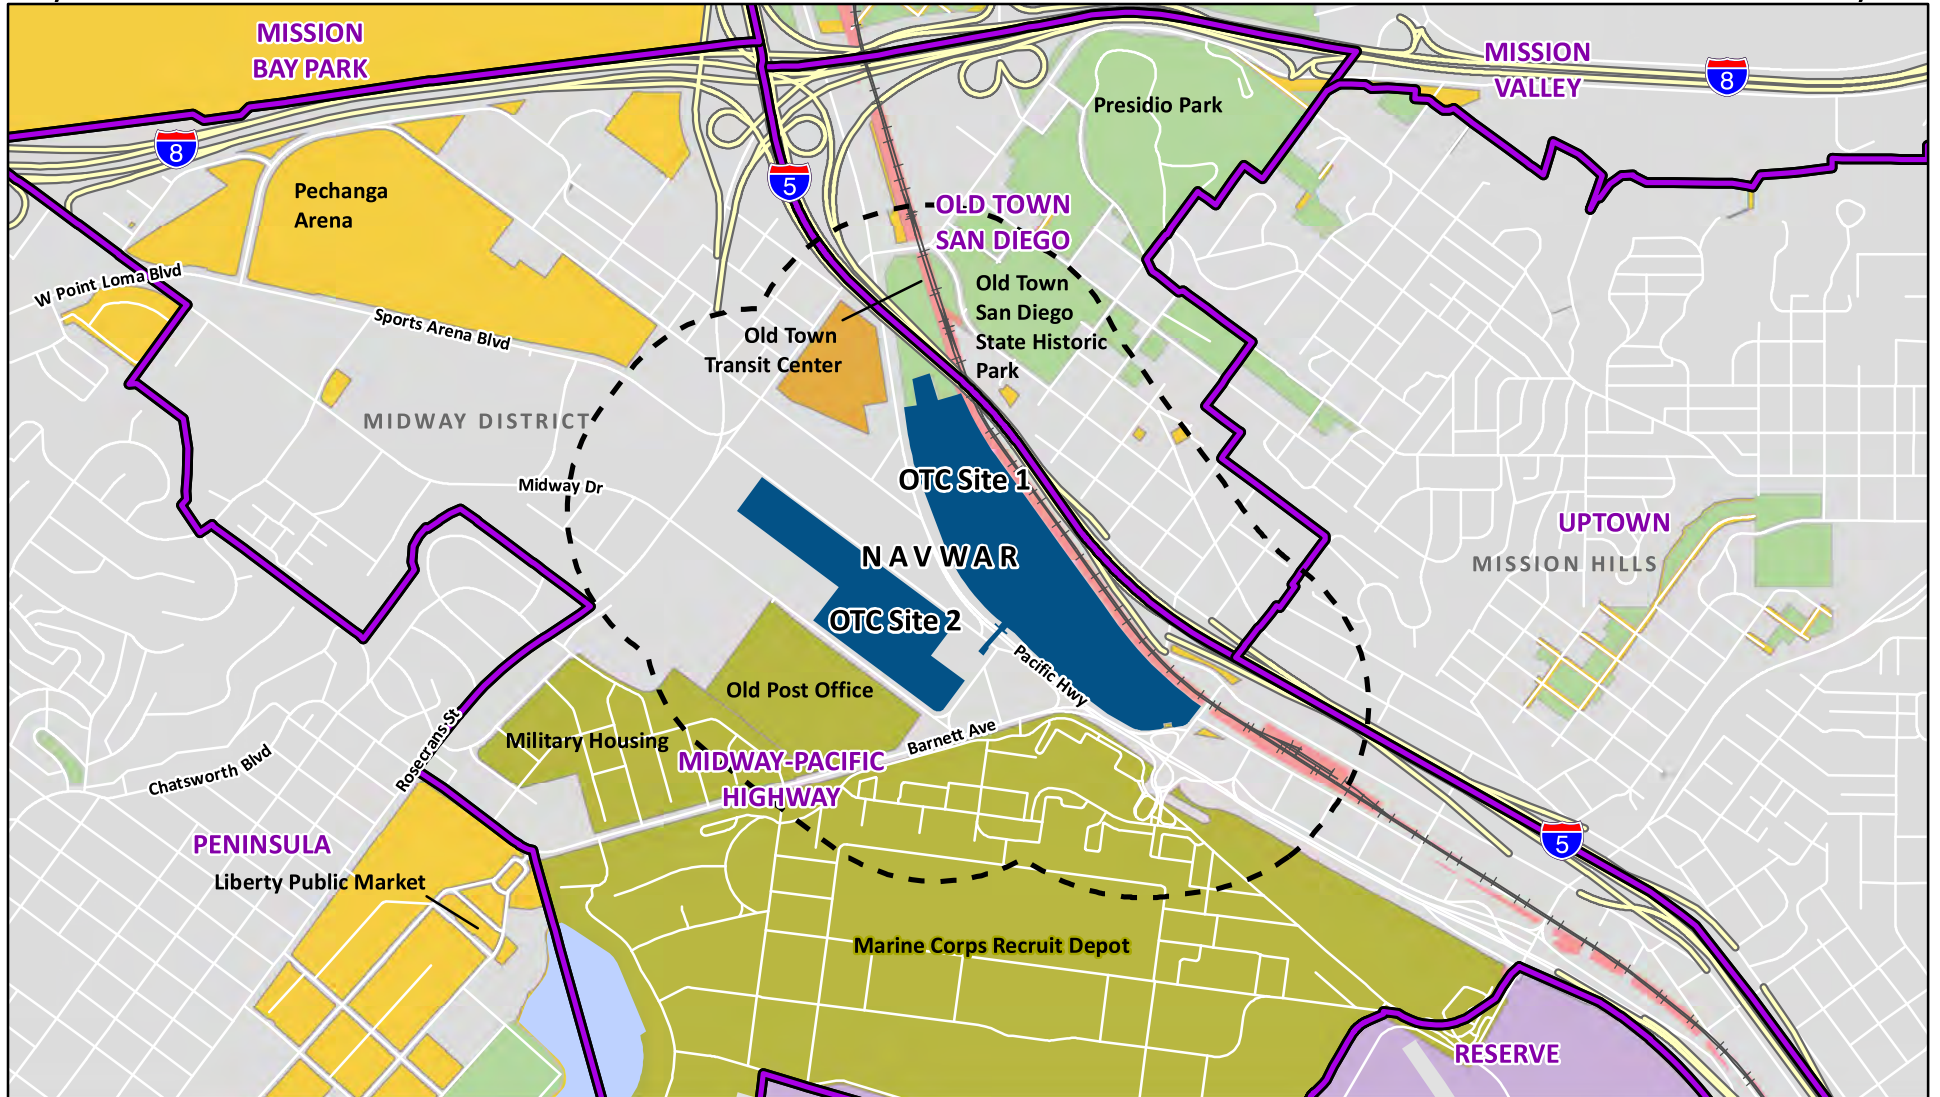 MISSION
BAY PARK
MISSION
VALLEY
8
Presidio Park
8
5
Pechanga
Arena
OLD TOWN
SAN DIEGO
W Point Loma Blvd
Old Town
San Diego
State Historic
Park
Sports Arena Blvd
Old Town
Transit Center
MIDWAY DISTRICT
OTC Site 1
Midway Dr
UPTOWN
NAVWAR
MISSION HILLS
OTC Site 2
Pacific Hwy
Old Post Office
Military Housing
Barnett Ave
Rosecrans St
Chatsworth Blvd
MIDWAY-PACIFIC
HIGHWAY
PENINSULA
5
Liberty Public Market
Marine Corps Recruit Depot
RESERVE